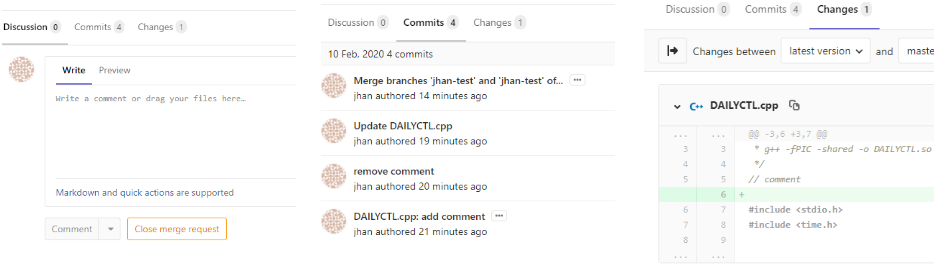 Discussion 0 Commits 4 Changes 1
Write Preview
Write a comment or drag your files here…
Markdown and quick actions are supported
Comment Close merge request
Discussion 0 Commits 4 Changes 1
10 Feb, 2020 4 commits
Merge branches 'jhan-test' and 'jhan-test' of...
jhan authored 14 minutes ago
Update DAILYCTL.cpp
jhan authored 19 minutes ago
remove comment
jhan authored 20 minutes ago
DAILYCTL.cpp: add comment
jhan authored 21 minutes ago
Discussion 0 Commits 4 Changes 1
Changes between latest version and maste
C++ DAILYCTL.cpp
... ... @@ -3,6 +3,7 @@
3 3 * g++ -fPIC -shared -o DAILYCTL.so
4 4 */
5 5 // comment
6 +
6 7 #include <stdio.h>
7 8 #include <time.h>
8 9
... ...